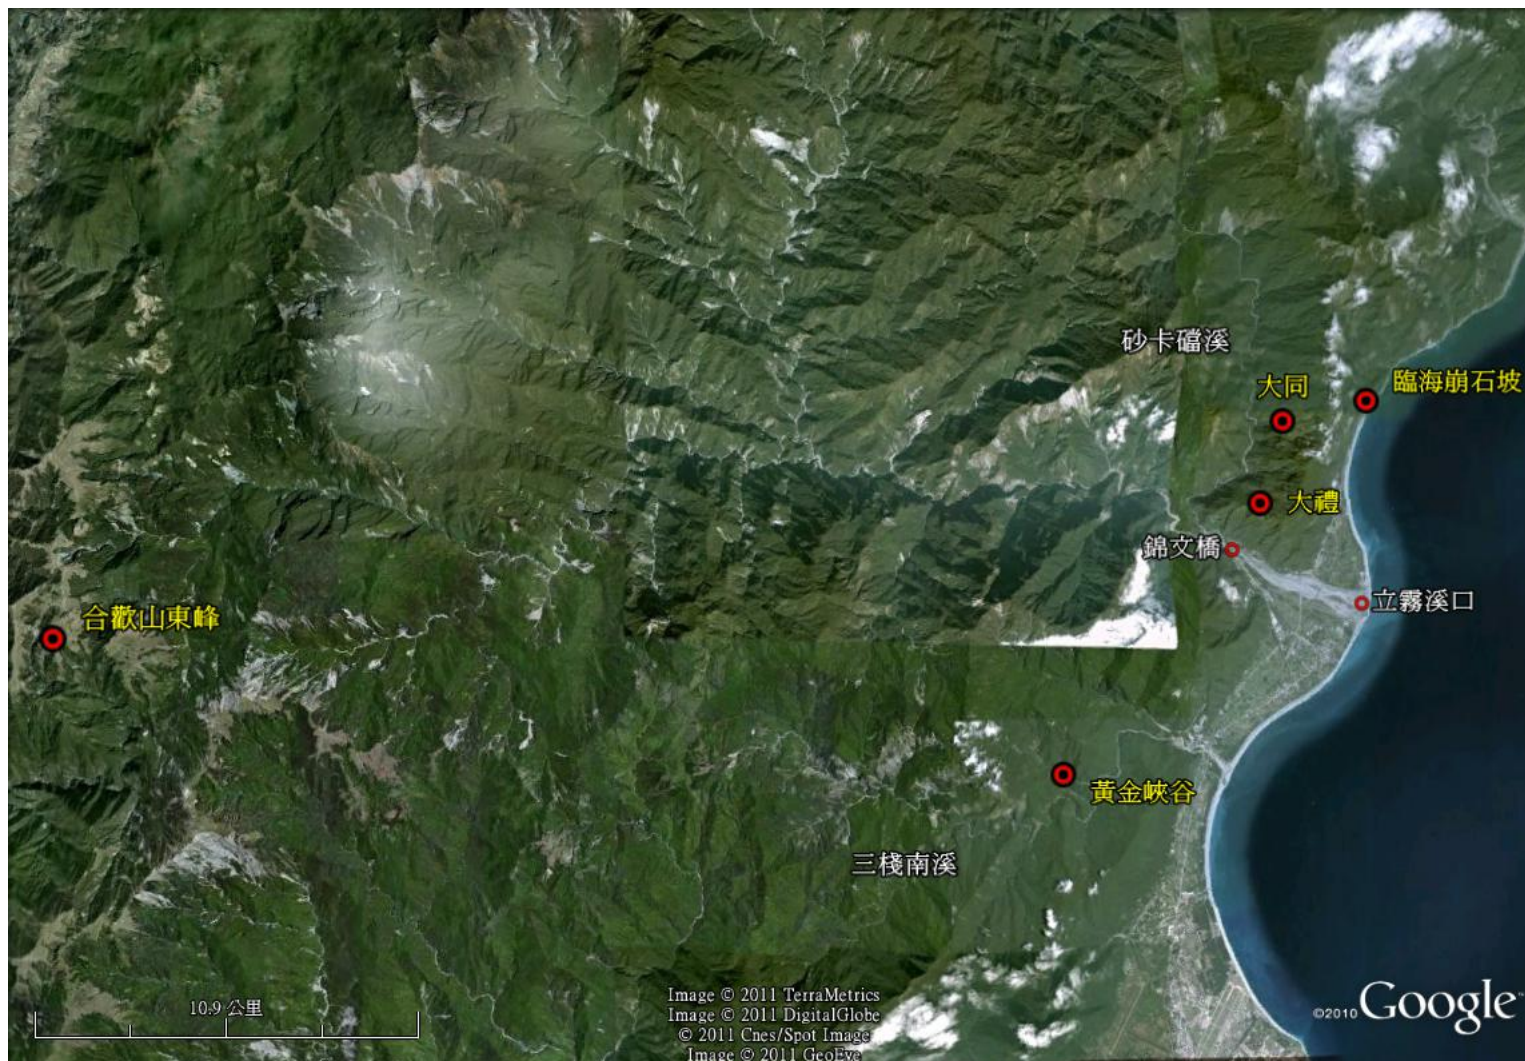 砂卡礑溪
大同
臨海崩石坡
大禮
錦文橋
立霧溪口
合歡山東峰
黃金峽谷
三棧南溪
10.9 公里
Image © 2011 TerraMetrics
Image © 2011 DigitalGlobe
© 2011 Cnes/Spot Image
Image © 2011 GeoEye
©2010 Google